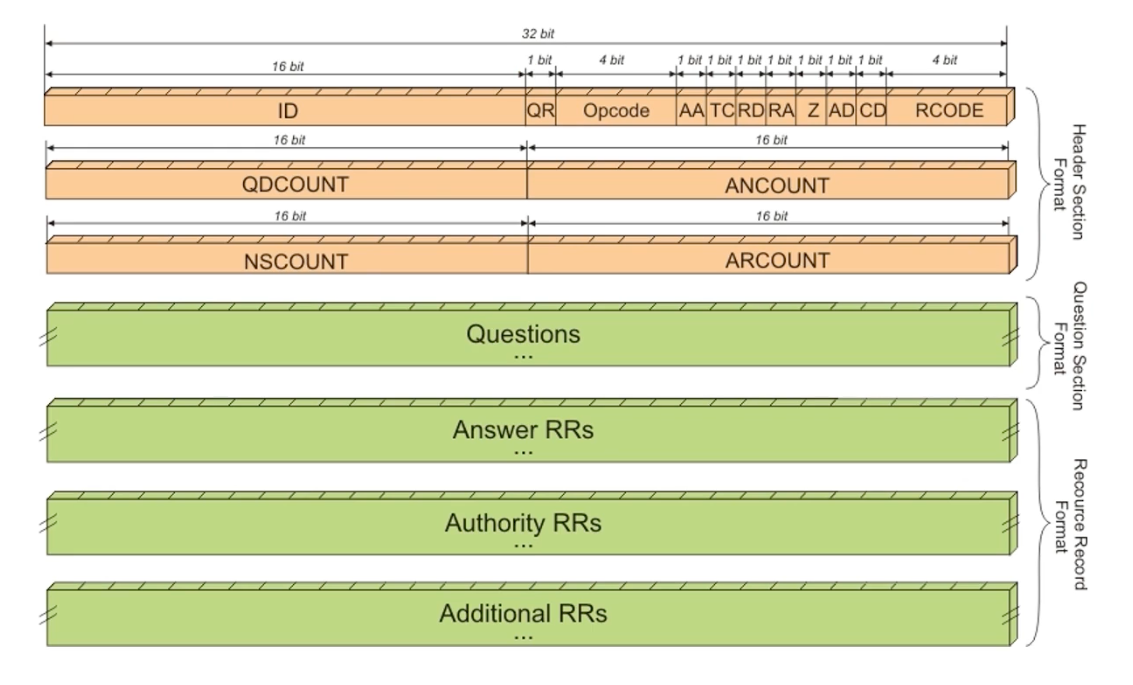 32 bit
16 bit 1 bit 4 bit 1 bit 1 bit 1 bit 1 bit 1 bit 1 bit 1 bit 4 bit
ID QR Opcode AA TC RD RA Z AD CD RCODE
16 bit 16 bit
QDCOUNT ANCOUNT
16 bit 16 bit
NSCOUNT ARCOUNT
Header Section
Format
Questions
...
Question Section
Format
Answer RRs
...
Authority RRs
...
Additional RRs
...
Recource Record
Format